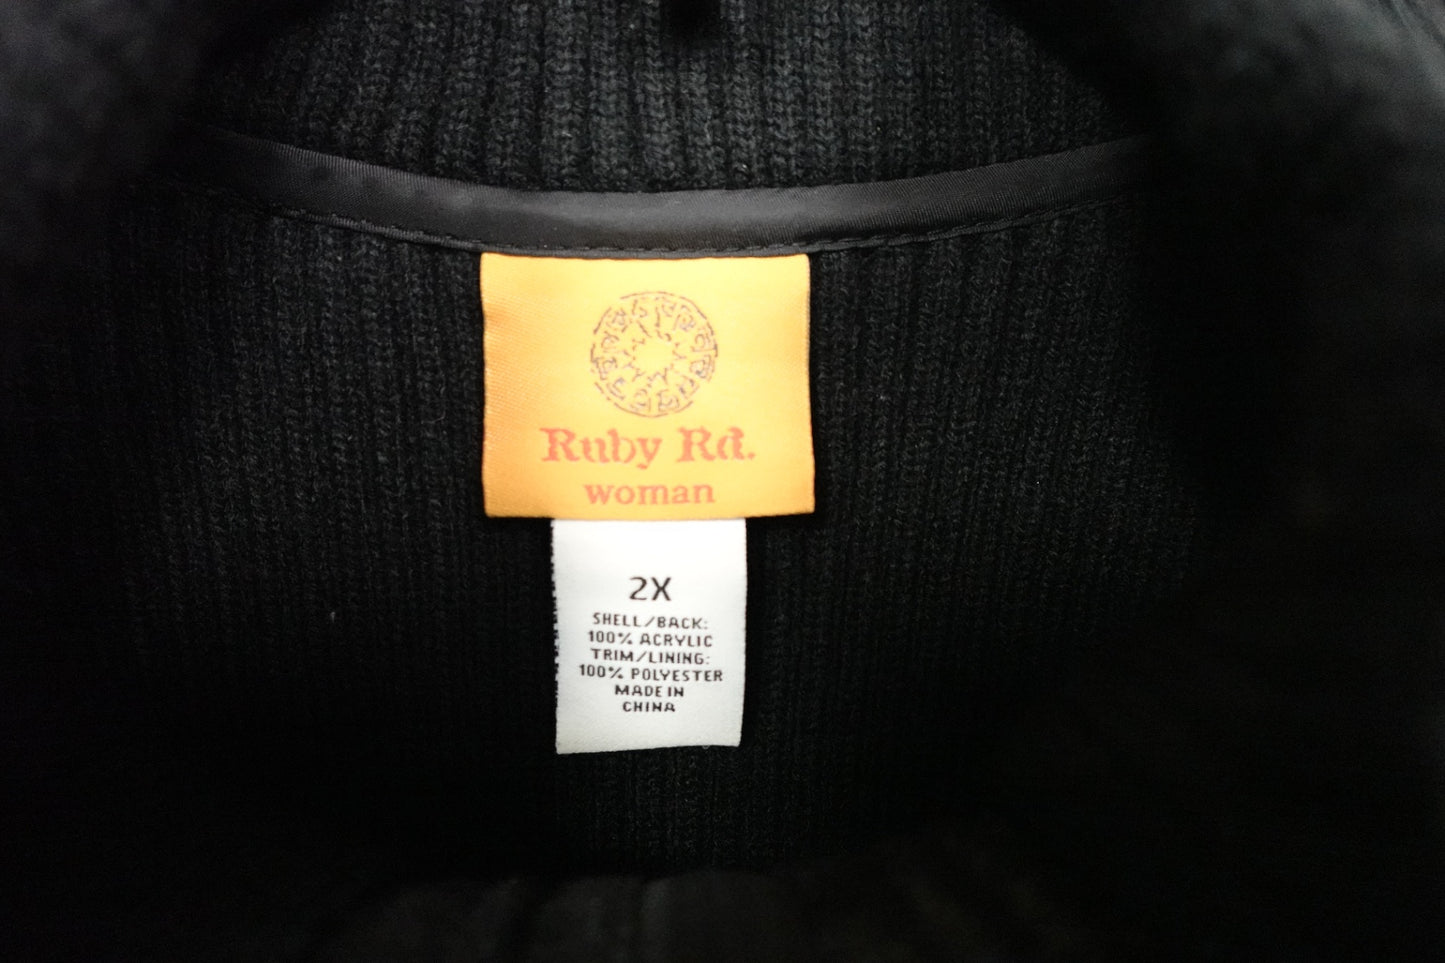 Ruby Rd.
woman
2X
SHELL/BACK:
100% ACRYLIC
TRIM/LINING:
100% POLYESTER
MADE IN
CHINA